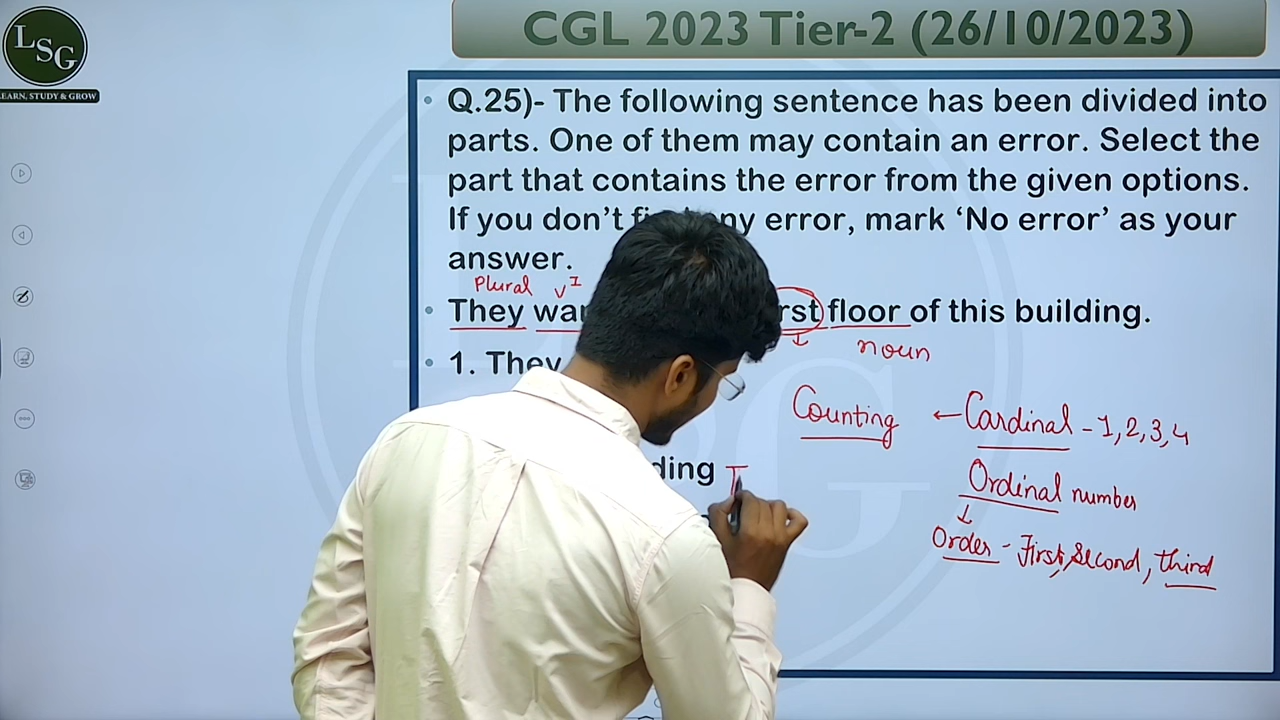 LSG
LEARN, STUDY & GROW
CGL 2023 Tier-2 (26/10/2023)
• Q.25)- The following sentence has been divided into
parts. One of them may contain an error. Select the
part that contains the error from the given options.
If you don't any error, mark 'No error' as your
answer.
Plural V I
• They floor of this building.
noun
• 1. They
Counting ← Cardinal - 1, 2, 3, 4
Ordinal number
Order - First, Second, third